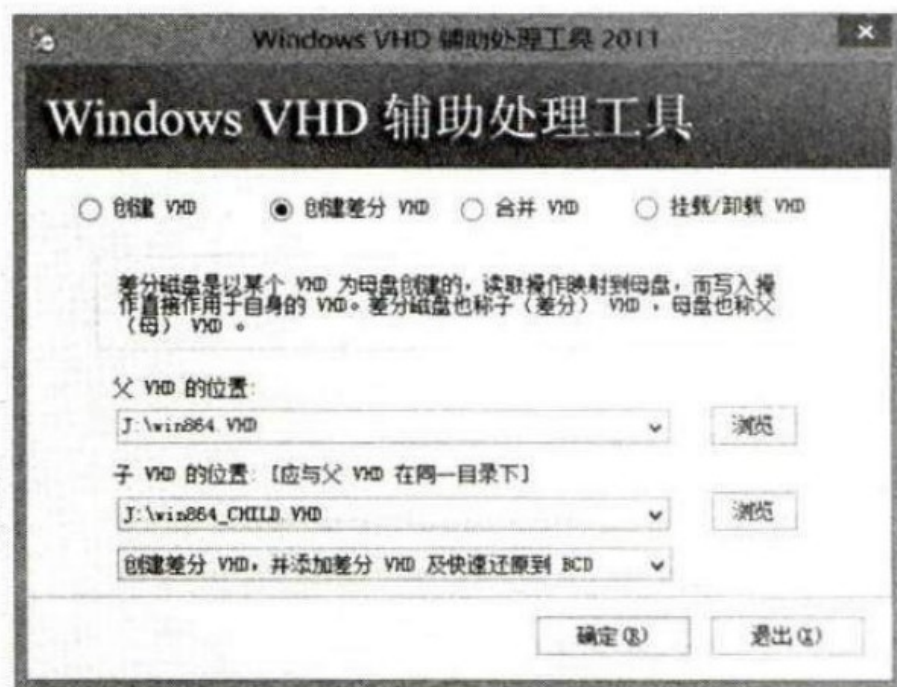 Windows VHD 辅助处理工具 2011
Windows VHD 辅助处理工具
创建 VHD 创建差分 VHD 合并 VHD 挂载/卸载 VHD
差分磁盘是以某个 VHD 为母盘创建的，读取操作映射到母盘，而写入操
作直接作用于自身的 VHD。差分磁盘也称子（差分） VHD ，母盘也称父
（母） VHD 。
父 VHD 的位置:
J:\win864.VHD
浏览
子 VHD 的位置: [应与父 VHD 在同一目录下]
J:\win864_CHILD.VHD
浏览
创建差分 VHD，并添加差分 VHD 及快速还原到 BCD
确定(R) 退出(X)